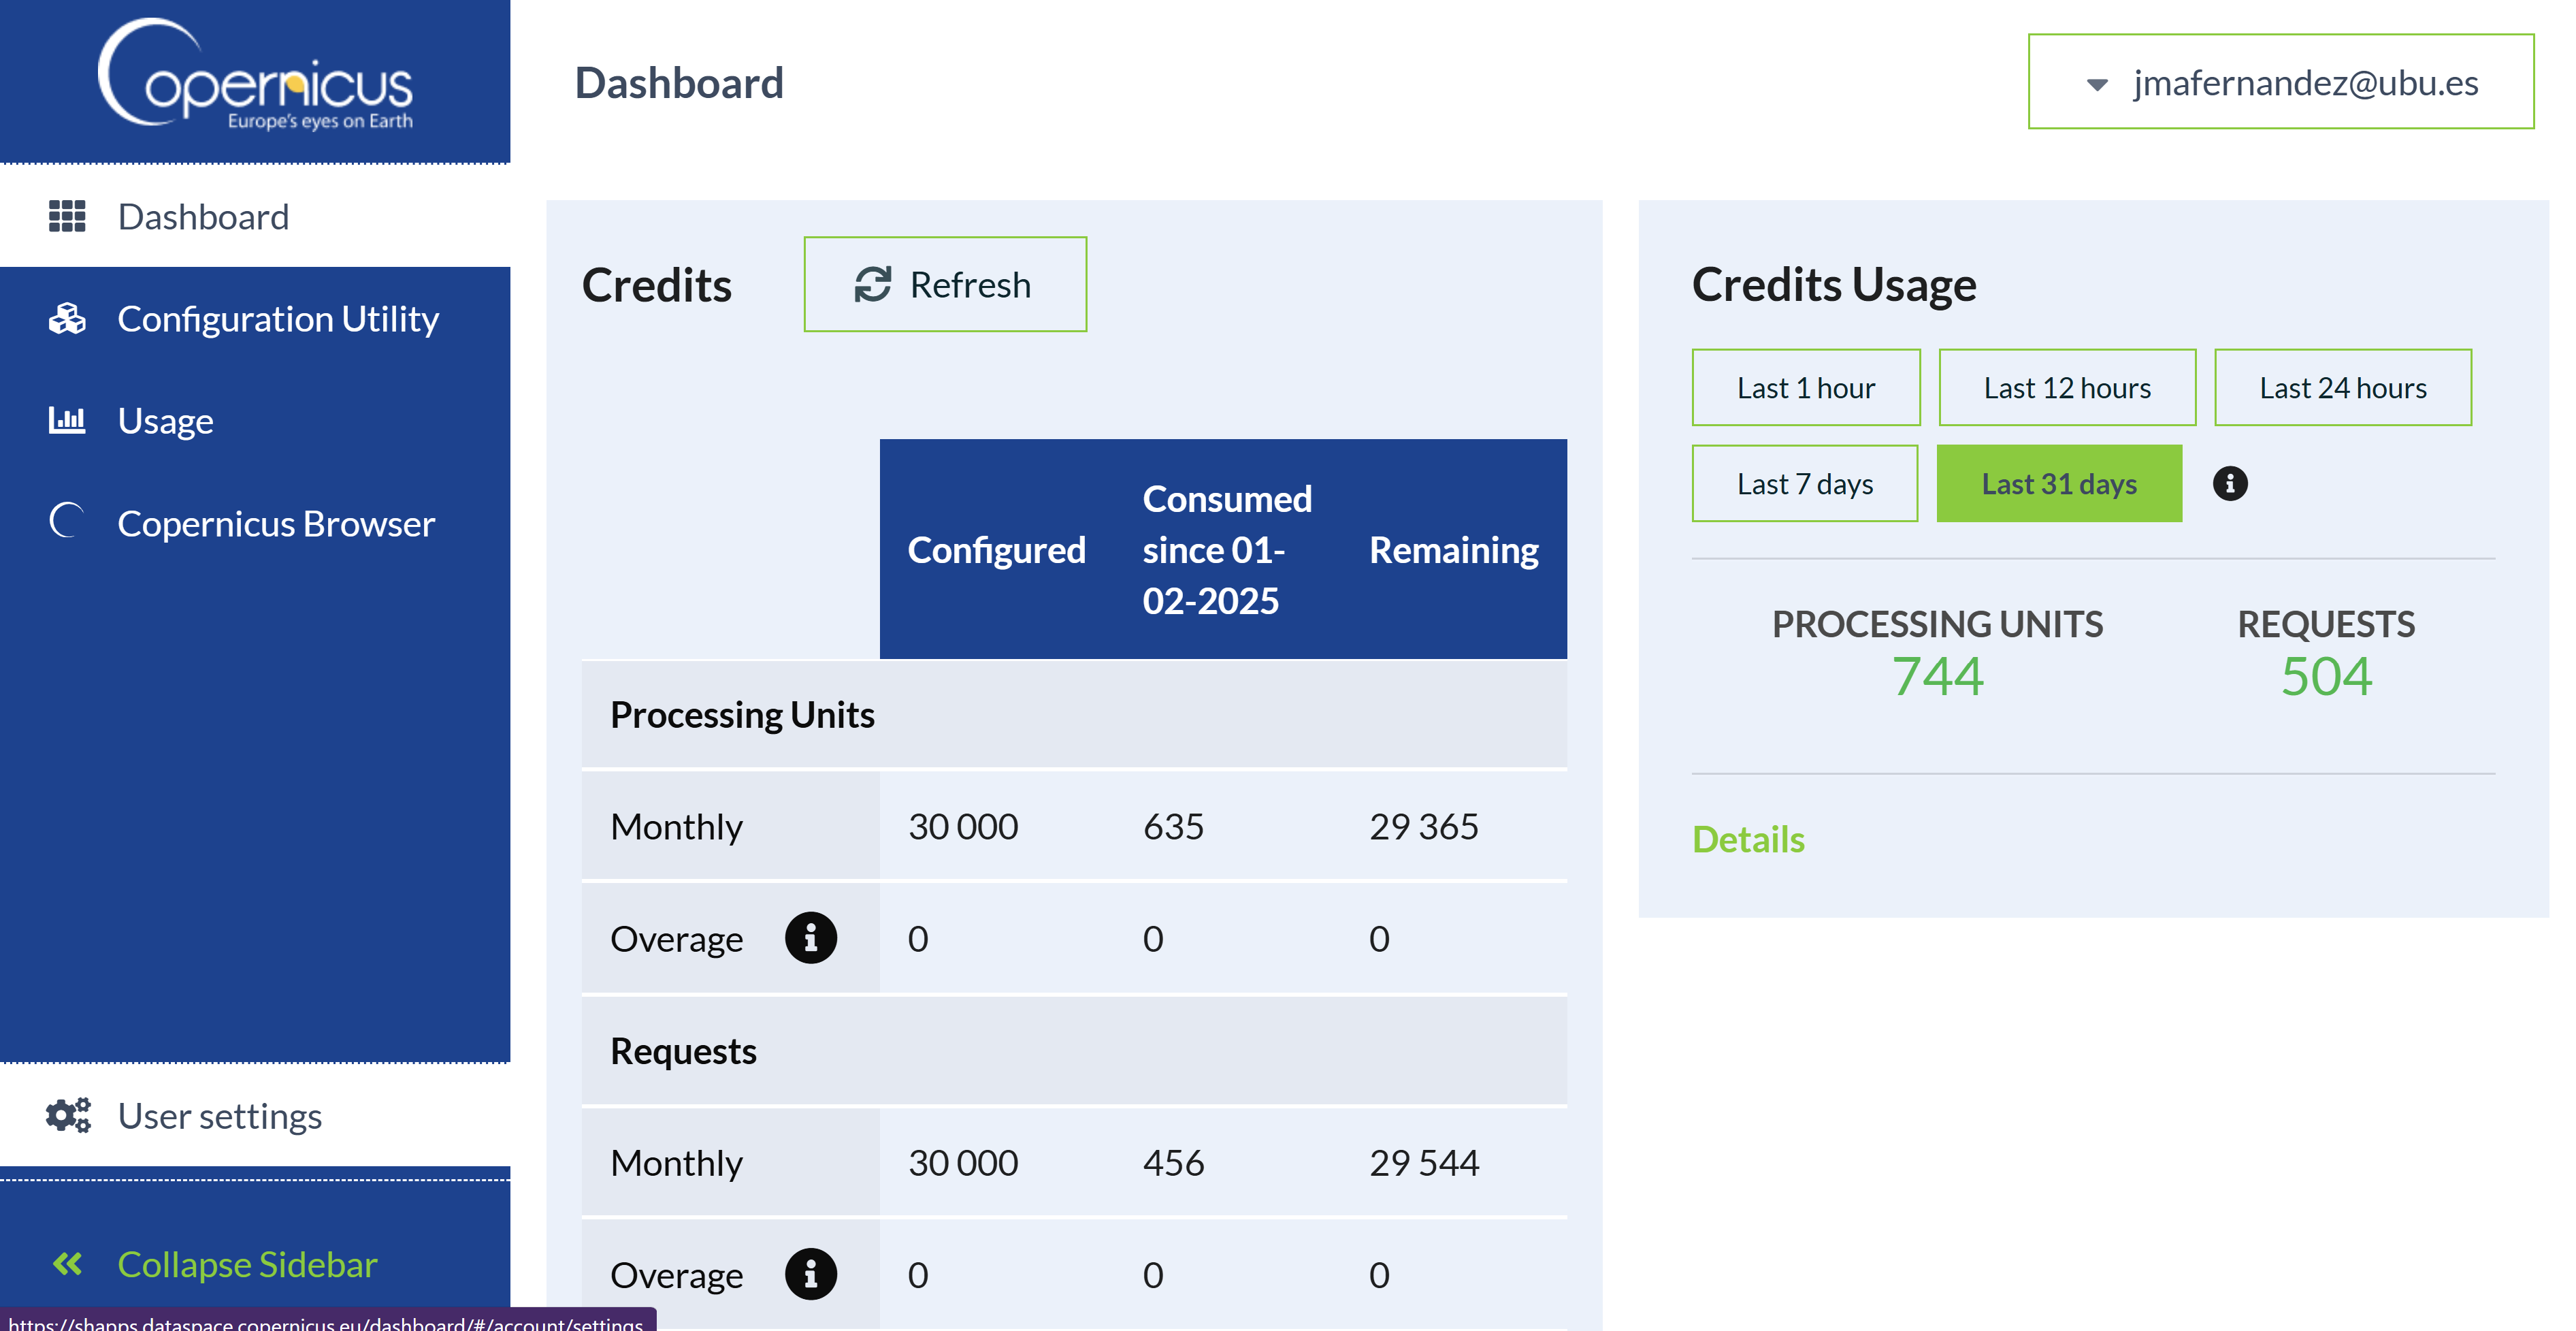 Copernicus
Europe's eyes on Earth
Dashboard
Configuration Utility
Usage
Copernicus Browser
User settings
Collapse Sidebar
https://shapps.dataspace.copernicus.eu/dashboard/#/account/settings
Dashboard
jmafernandez@ubu.es
Credits
Refresh
Configured
Consumed
since 01-
02-2025
Remaining
Processing Units
Monthly 30 000 635 29 365
Overage 0 0 0
Requests
Monthly 30 000 456 29 544
Overage 0 0 0
Credits Usage
Last 1 hour Last 12 hours Last 24 hours
Last 7 days Last 31 days
PROCESSING UNITS REQUESTS
744 504
Details